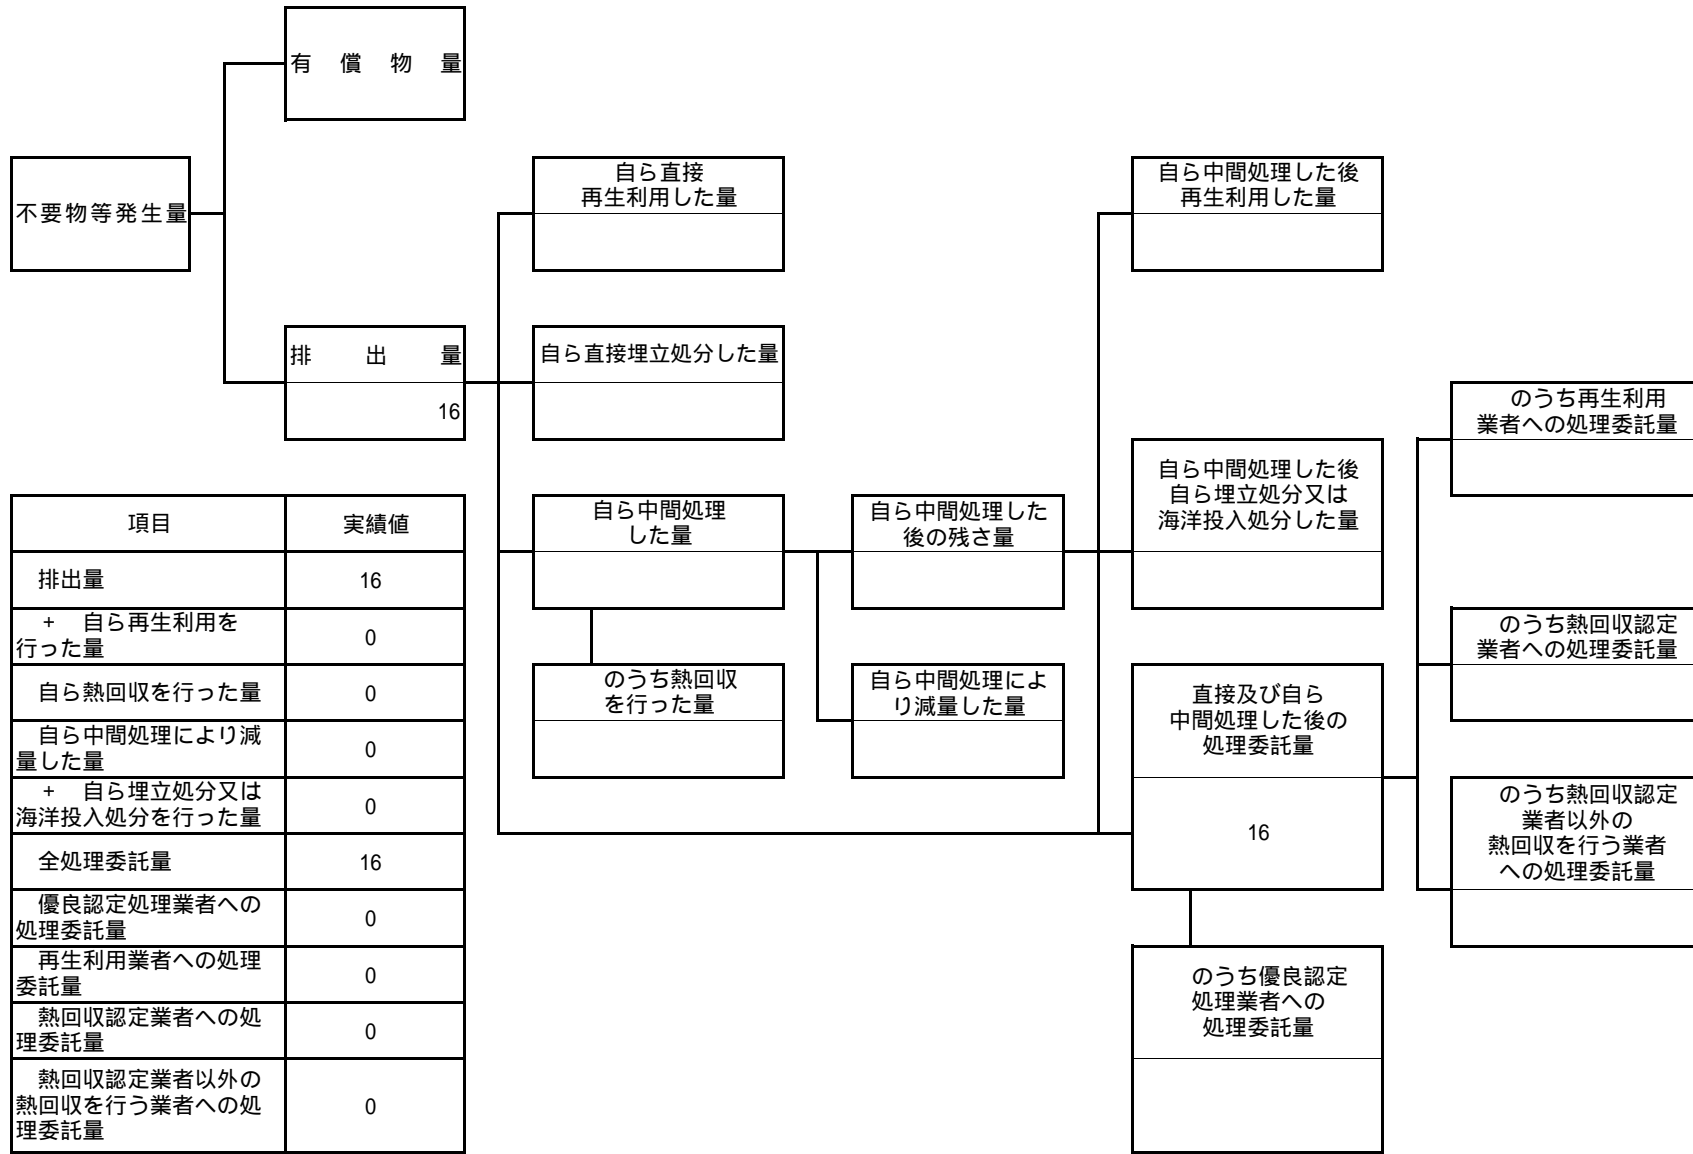 有償物量
不要物等発生量
排出量
16
自ら直接
再生利用した量
自ら直接埋立処分した量
自ら中間処理
した量
のうち熱回収
を行った量
自ら中間処理した
後の残さ量
自ら中間処理によ
り減量した量
自ら中間処理した後
再生利用した量
自ら中間処理した後
自ら埋立処分又は
海洋投入処分した量
直接及び自ら
中間処理した後の
処理委託量
16
のうち優良認定
処理業者への
処理委託量
のうち再生利用
業者への処理委託量
のうち熱回収認定
業者への処理委託量
のうち熱回収認定
業者以外の
熱回収を行う業者
への処理委託量
項目 実績値
排出量 16
+ 自ら再生利用を
行った量 0
自ら熱回収を行った量 0
自ら中間処理により減
量した量 0
+ 自ら埋立処分又は
海洋投入処分を行った量 0
全処理委託量 16
優良認定処理業者への
処理委託量 0
再生利用業者への処理
委託量 0
熱回収認定業者への処
理委託量 0
熱回収認定業者以外の
熱回収を行う業者への処
理委託量 0